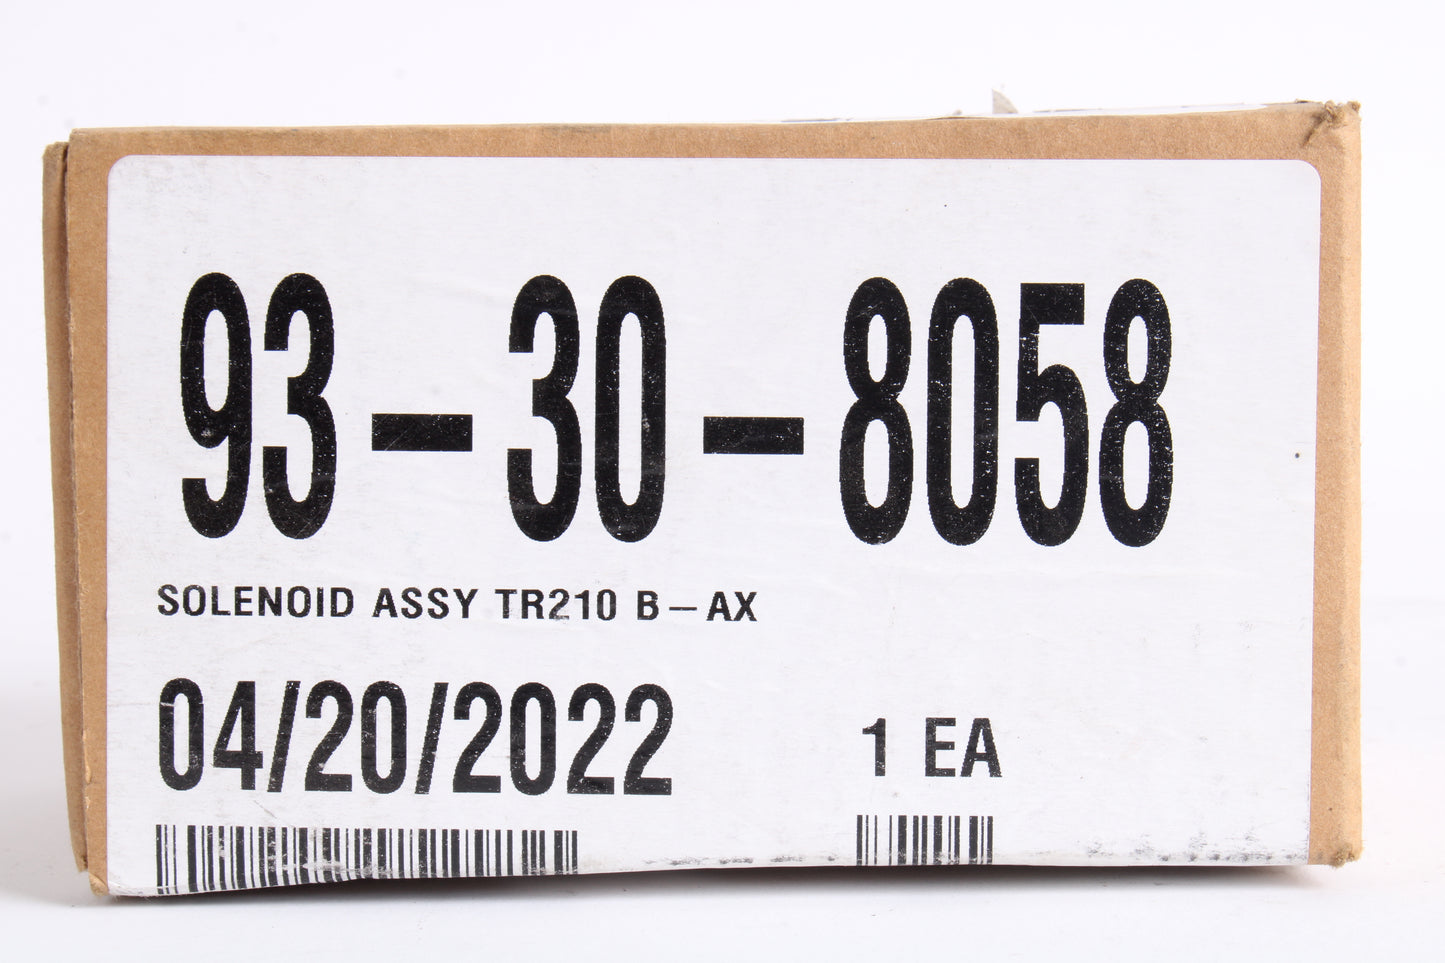 93-30-8058
SOLENOID ASSY TR210 B-AX
04/20/2022
1 EA